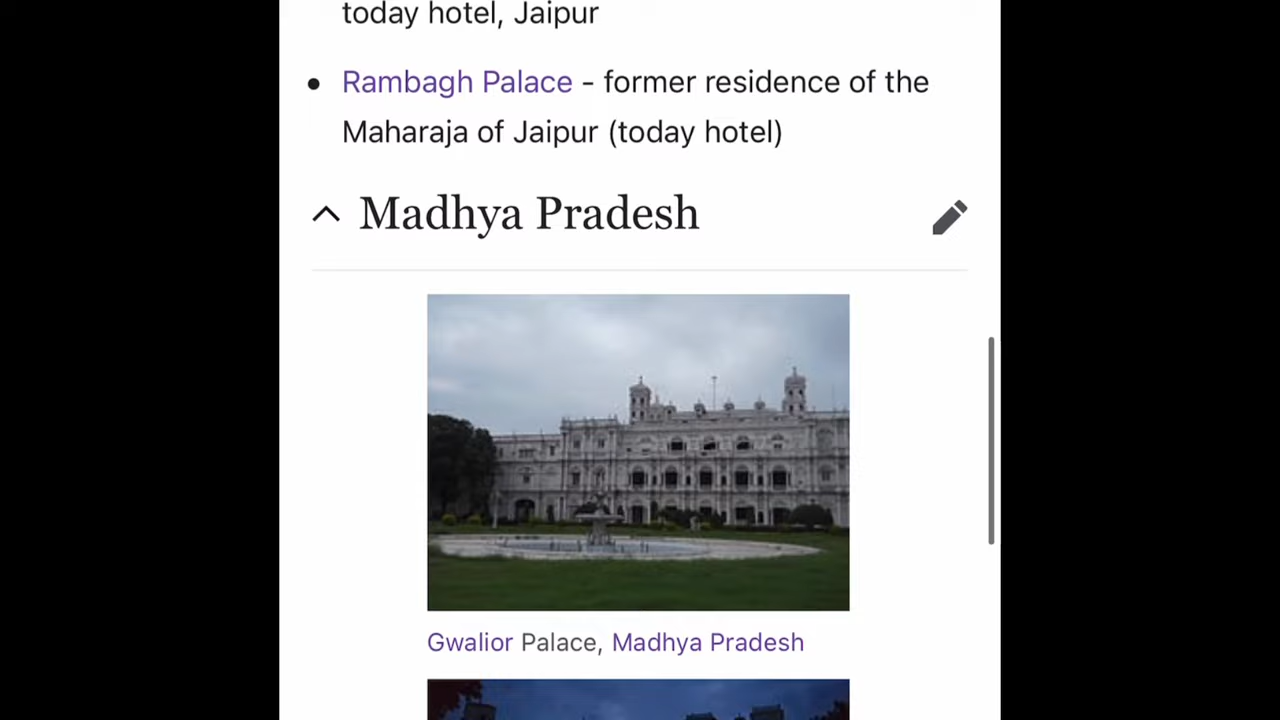 today hotel, Jaipur
Rambagh Palace - former residence of the
Maharaja of Jaipur (today hotel)
Madhya Pradesh
Gwalior Palace, Madhya Pradesh